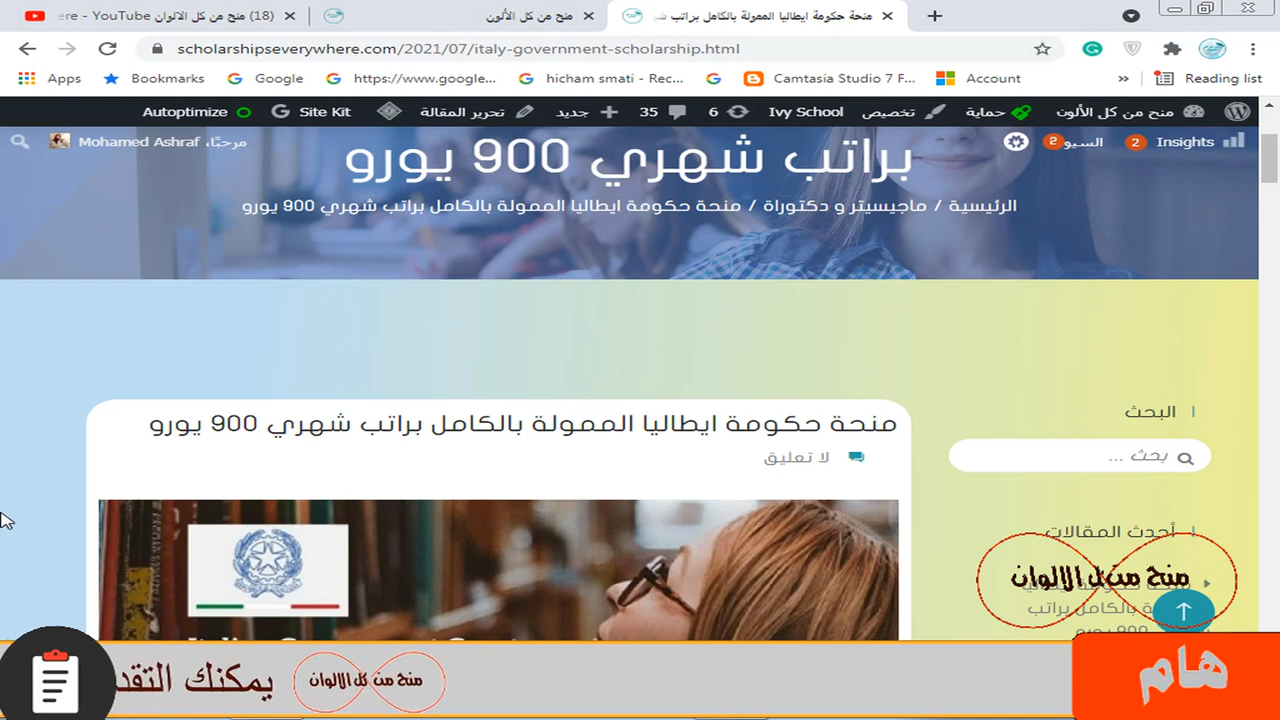 (18) منح من كل الالوان ere - YouTube
منح من كل الألون
منحة حكومة ايطاليا الممولة بالكامل براتب ش
scholarshipseverywhere.com/2021/07/italy-government-scholarship.html
Apps
Bookmarks
Google
https://www.google...
hicham smati - Rec...
Camtasia Studio 7 F...
Account
»
Reading list
منح من كل الألون
حماية
تخصيص
Ivy School
6
35
جديد
تحرير المقالة
Site Kit
Autoptimize
Insights 2
السيو 2
مرحبًا، Mohamed Ashraf
براتب شهري 900 يورو
الرئيسية / ماجيسيتر و دكتوراة / منحة حكومة ايطاليا الممولة بالكامل براتب شهري 900 يورو
منحة حكومة ايطاليا الممولة بالكامل براتب شهري 900 يورو
لا تعليق
البحث
بحث ...
أحدث المقالات
منح من كل الالوان
بالكامل براتب
هام
يمكنك التقد
منح من كل الالوان